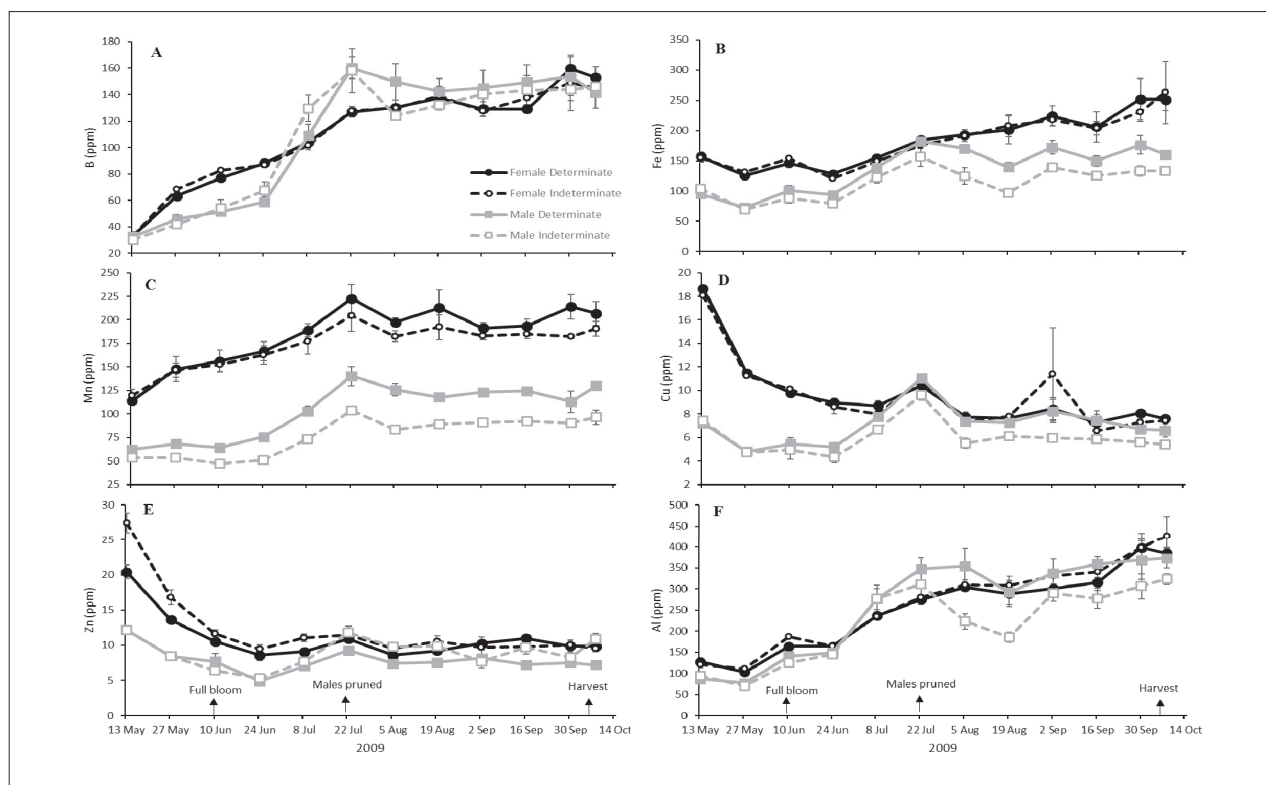 A
B (ppm)
180
160
140
120
100
80
60
40
20
Female Determinate
Female Indeterminate
Male Determinate
Male Indeterminate
B
Fe (ppm)
350
300
250
200
150
100
50
0
C
Mn (ppm)
250
225
200
175
150
125
100
75
50
25
D
Cu (ppm)
20
18
16
14
12
10
8
6
4
2
E
Zn (ppm)
30
25
20
15
10
5
0
Full bloom
Males pruned
Harvest
13 May 27 May 10 Jun 24 Jun 8 Jul 22 Jul 5 Aug 19 Aug 2 Sep 16 Sep 30 Sep 14 Oct
2009
F
Al (ppm)
500
450
400
350
300
250
200
150
100
50
0
Full bloom
Males pruned
Harvest
13 May 27 May 10 Jun 24 Jun 8 Jul 22 Jul 5 Aug 19 Aug 2 Sep 16 Sep 30 Sep 14 Oct
2009